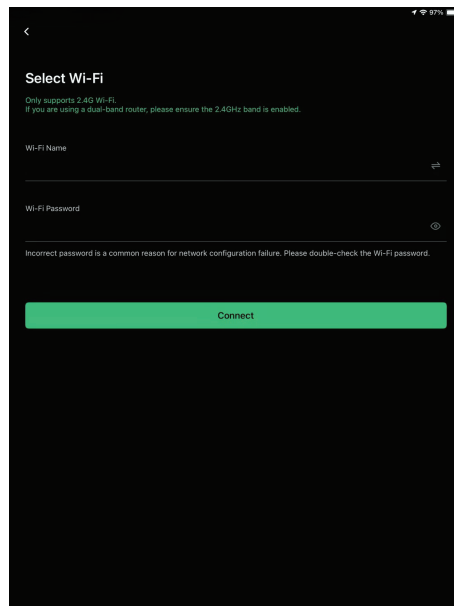 97%
Select Wi-Fi
Only supports 2.4G Wi-Fi.
If you are using a dual-band router, please ensure the 2.4GHz band is enabled.
Wi-Fi Name
Wi-Fi Password
Incorrect password is a common reason for network configuration failure. Please double-check the Wi-Fi password.
Connect